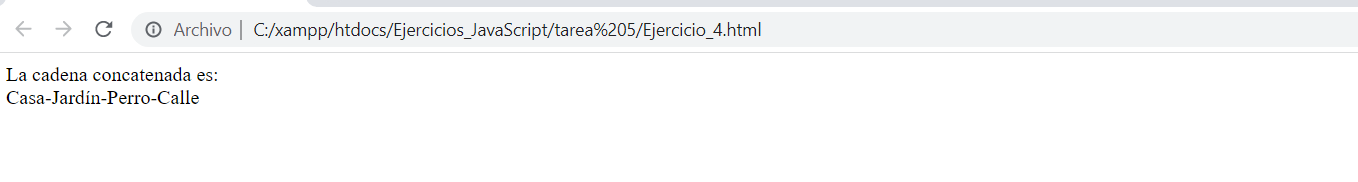 Archivo | C:/xampp/htdocs/Ejercicios_JavaScript/tarea%205/Ejercicio_4.html
La cadena concatenada es:
Casa-Jardín-Perro-Calle